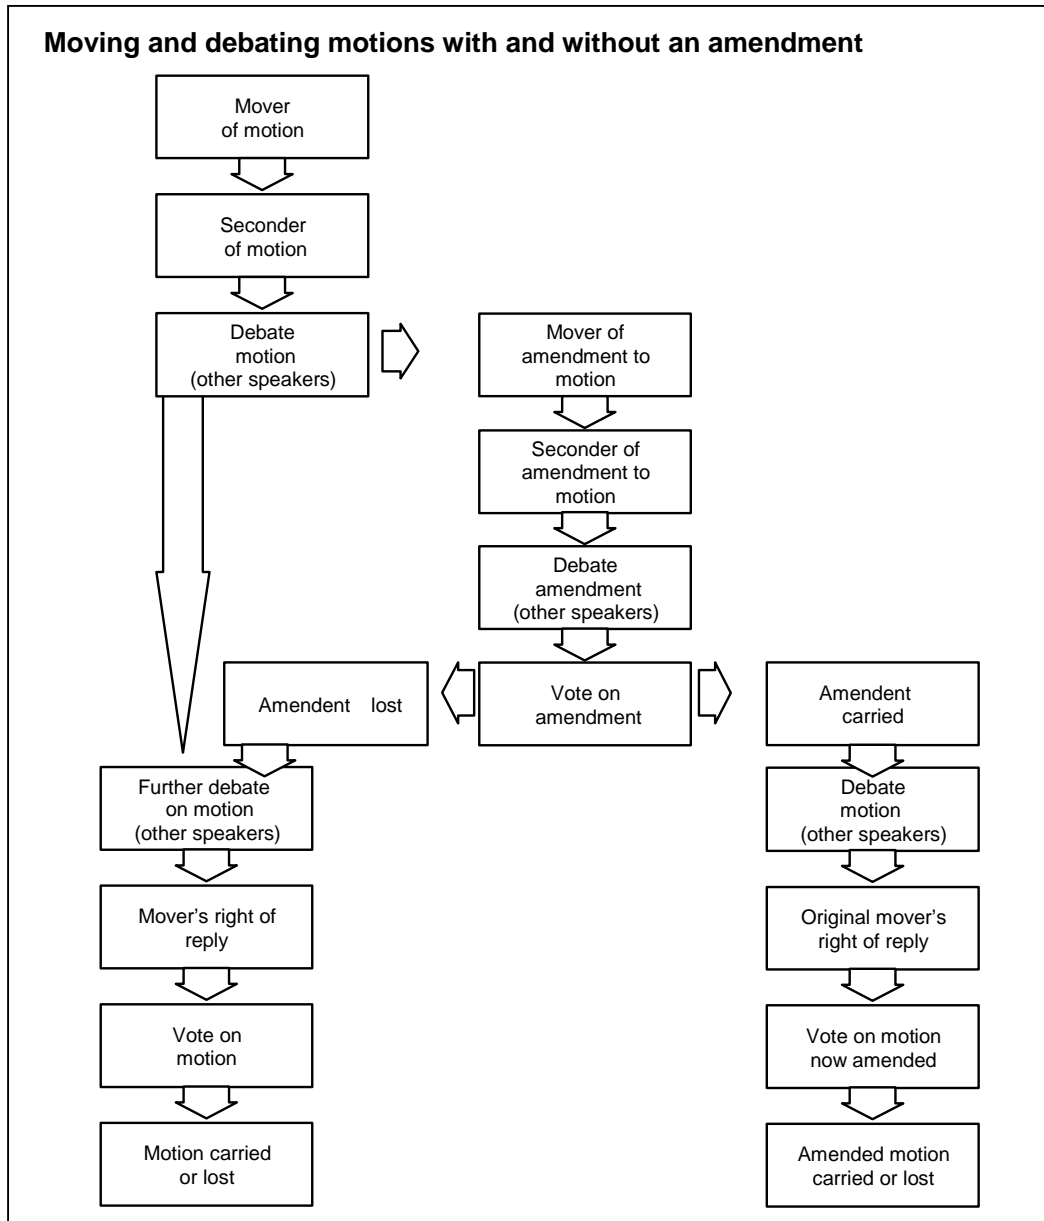 Moving and debating motions with and without an amendment
Mover
of motion
Seconder
of motion
Debate
motion
(other speakers)
Mover of
amendment to
motion
Seconder of
amendment to
motion
Debate
amendment
(other speakers)
Vote on
amendment
Amendent lost
Amendent
carried
Further debate
on motion
(other speakers)
Mover’s right of
reply
Vote on
motion
Motion carried
or lost
Debate
motion
(other speakers)
Original mover’s
right of reply
Vote on motion
now amended
Amended motion
carried or lost